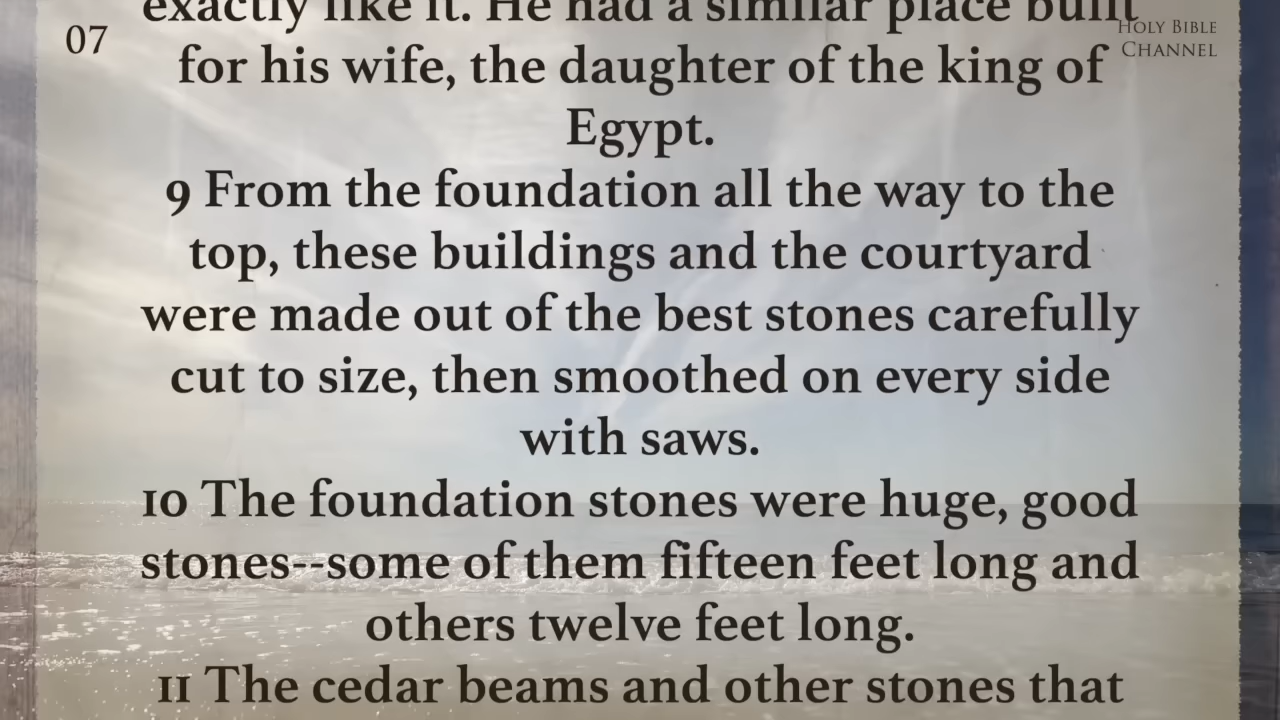 exactly like it. He had a similar place built
07
HOLY BIBLE
CHANNEL
for his wife, the daughter of the king of
Egypt.
9 From the foundation all the way to the
top, these buildings and the courtyard
were made out of the best stones carefully
cut to size, then smoothed on every side
with saws.
10 The foundation stones were huge, good
stones--some of them fifteen feet long and
others twelve feet long.
11 The cedar beams and other stones that